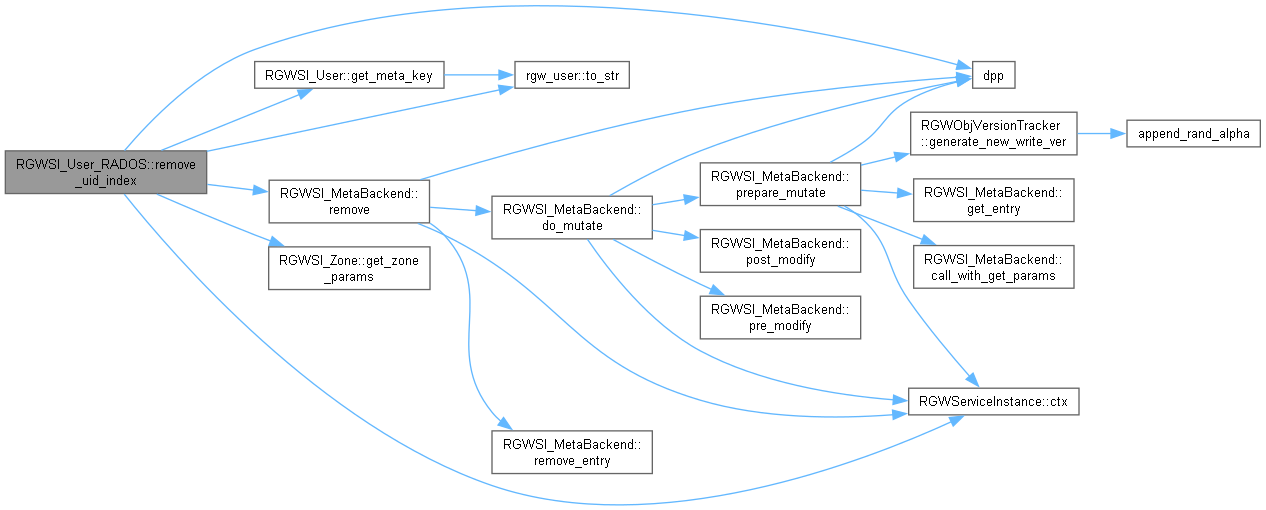 RGWSI_User_RADOS::remove
_uid_index
RGWSI_User::get_meta_key
rgw_user::to_str
RGWSI_MetaBackend::
remove
RGWSI_Zone::get_zone
_params
RGWSI_MetaBackend::
do_mutate
RGWSI_MetaBackend::
remove_entry
RGWSI_MetaBackend::
prepare_mutate
RGWSI_MetaBackend::
post_modify
RGWSI_MetaBackend::
pre_modify
dpp
RGWObjVersionTracker
::generate_new_write_ver
RGWSI_MetaBackend::
get_entry
RGWSI_MetaBackend::
call_with_get_params
RGWServiceInstance::ctx
append_rand_alpha